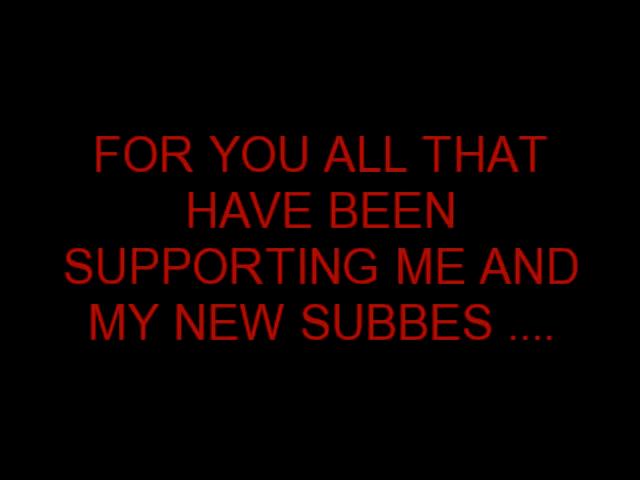 FOR YOU ALL THAT
HAVE BEEN
SUPPORTING ME AND
MY NEW SUBBES ....